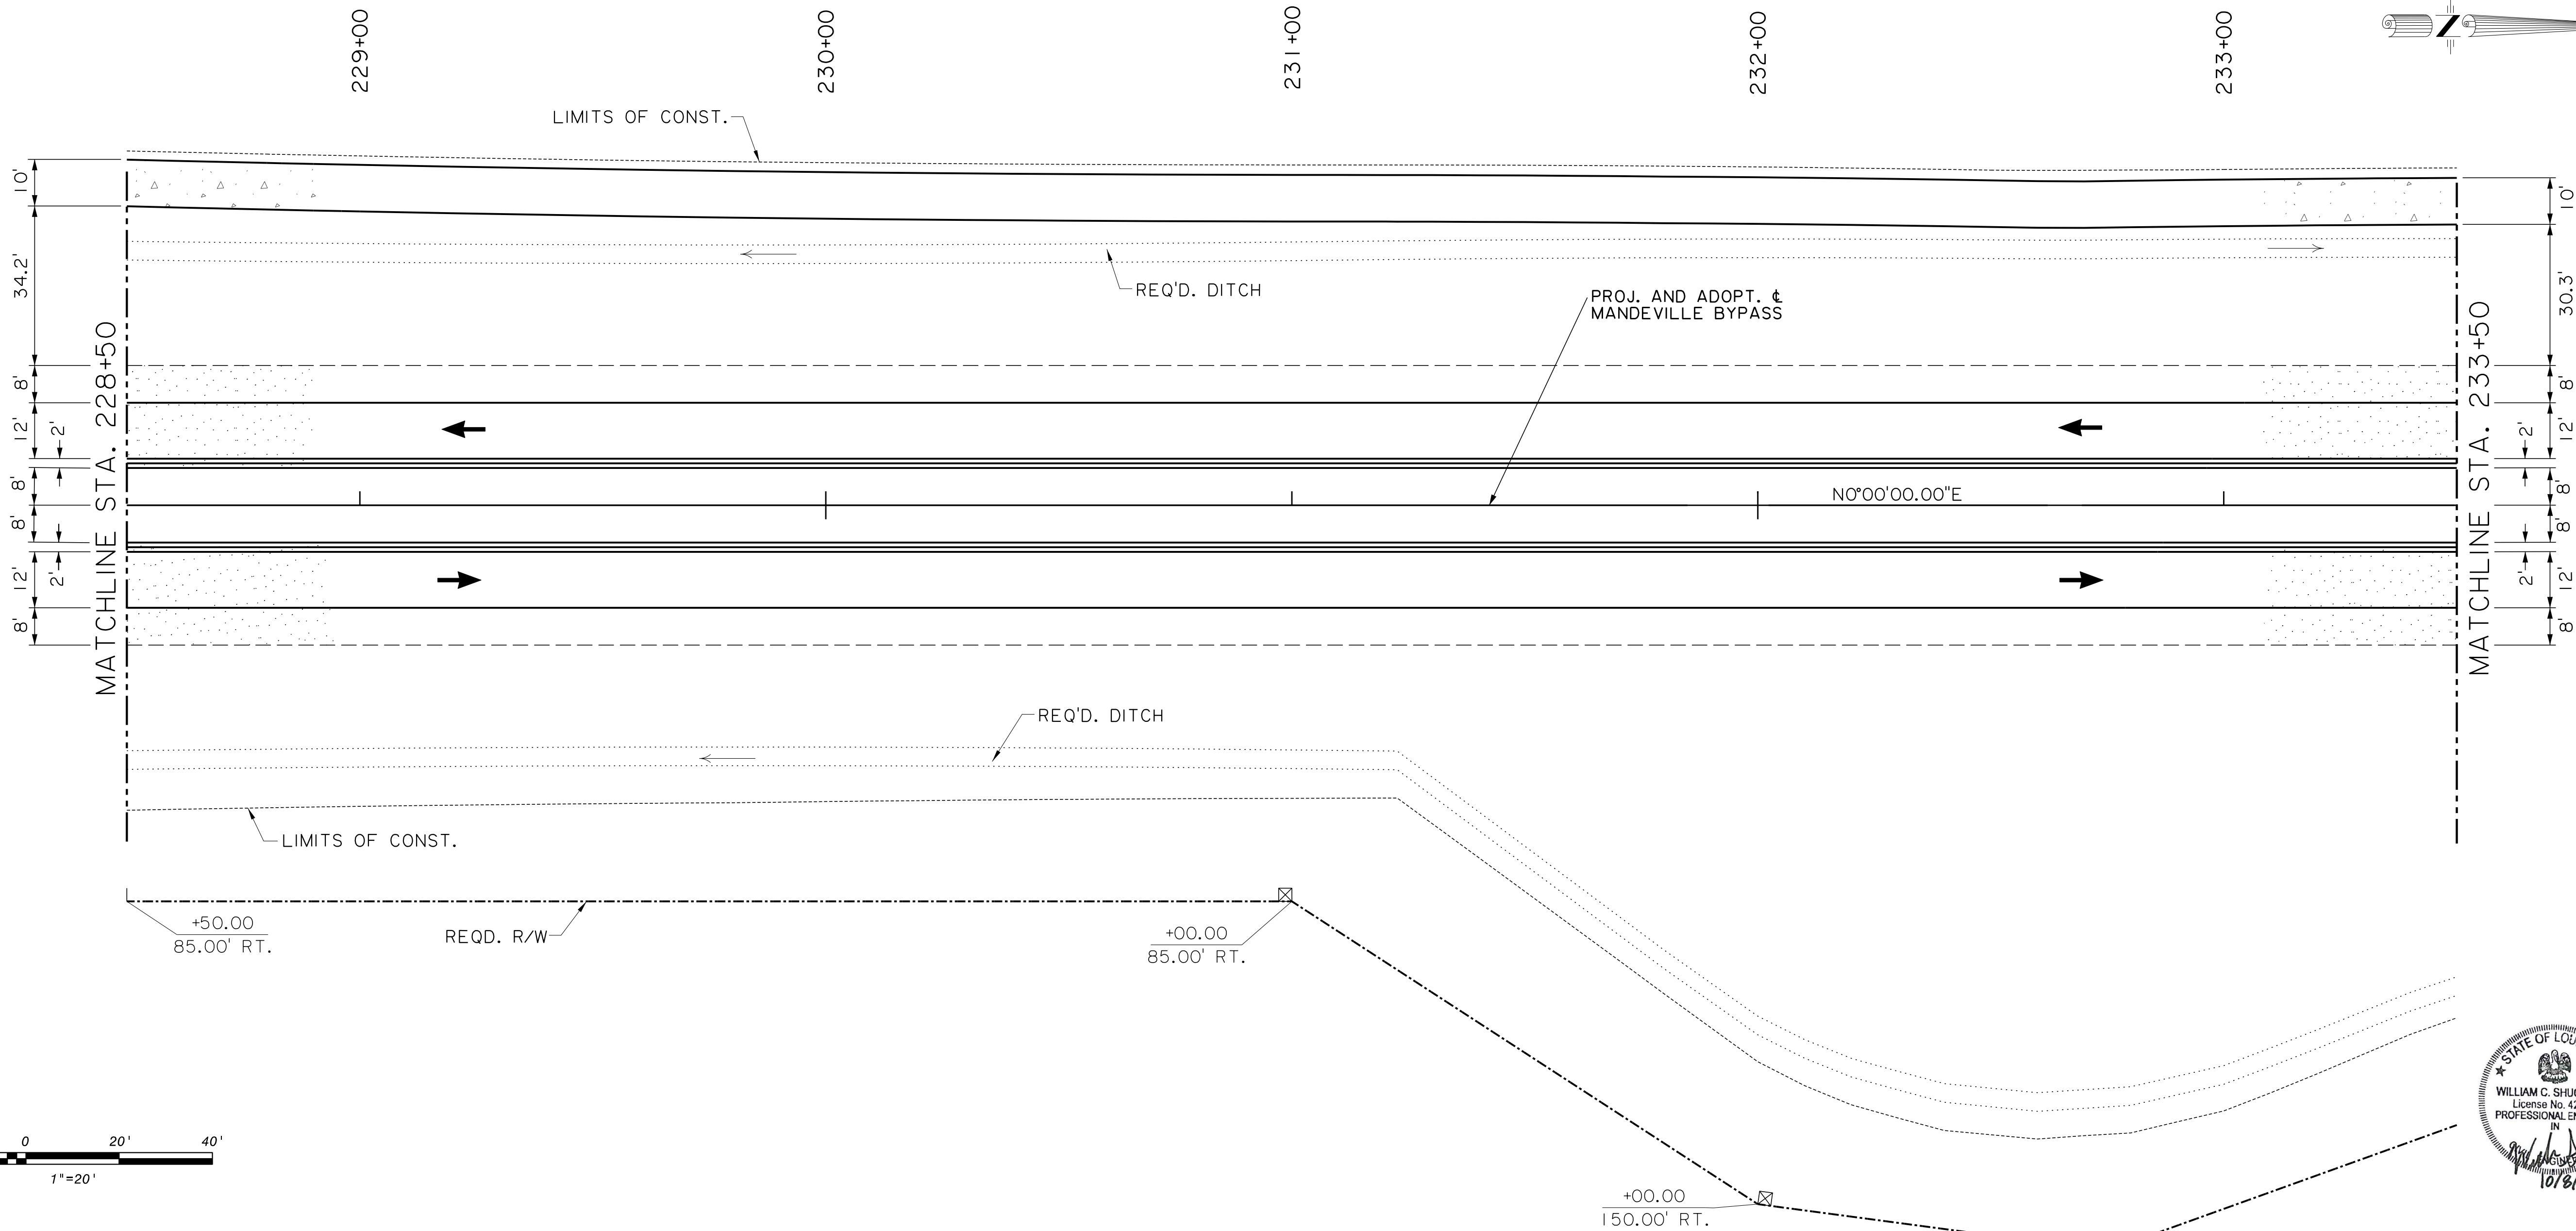 229+00
230+00
231+00
232+00
233+00
LIMITS OF CONST.
10'
34.2'
8'
12'
2'
8'
8'
2'
12'
8'
MATCHLINE STA. 228+50
REQ'D. DITCH
PROJ. AND ADOPT. ℄
MANDEVILLE BYPASS
N0°00'00.00"E
MATCHLINE STA. 233+50
10'
30.3'
8'
12'
2'
8'
8'
2'
12'
8'
REQ'D. DITCH
LIMITS OF CONST.
+50.00
85.00' RT.
REQD. R/W
+00.00
85.00' RT.
+00.00
150.00' RT.
0 20' 40'
1"=20'
STATE OF
WILLIAM C.
License No.
PROFESSIONAL
IN